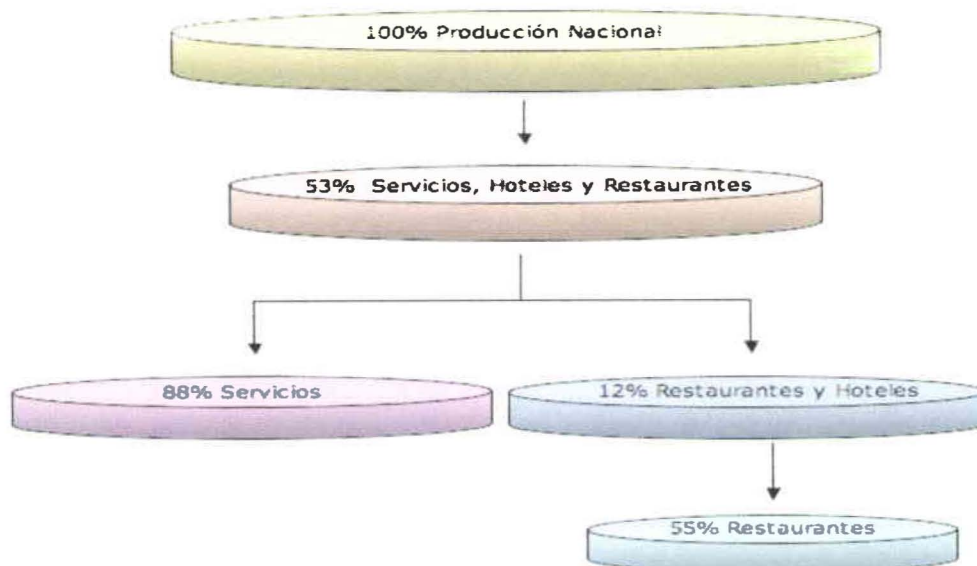 100% Producción Nacional
53% Servicios, Hoteles y Restaurantes
88% Servicios
12% Restaurantes y Hoteles
55% Restaurantes